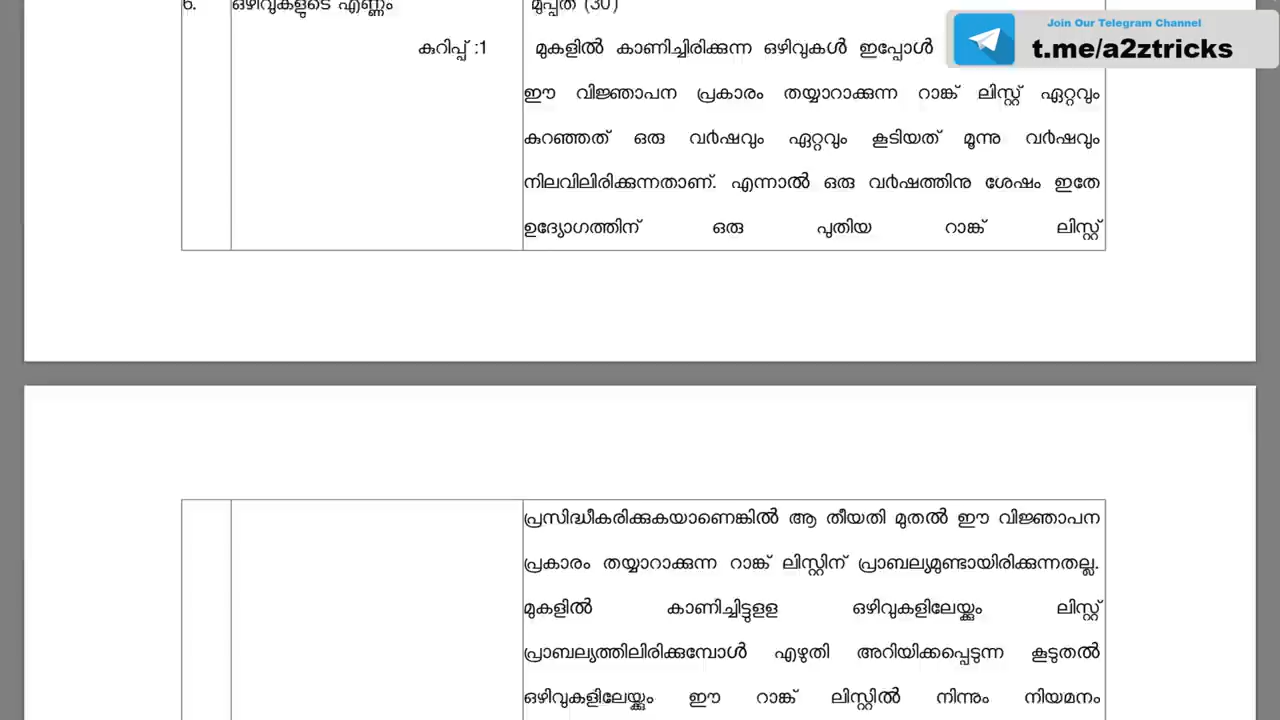 6. ഒഴിവുകളുടെ എണ്ണം മുപ്പത് (30)
Join Our Telegram Channel
t.me/a2ztricks
കുറിപ്പ് :1 മുകളിൽ കാണിച്ചിരിക്കുന്ന ഒഴിവുകൾ ഇപ്പോൾ
ഈ വിജ്ഞാപന പ്രകാരം തയ്യാറാക്കുന്ന റാങ്ക് ലിസ്റ്റ് ഏറ്റവും
കുറഞ്ഞത് ഒരു വർഷവും ഏറ്റവും കൂടിയത് മൂന്നു വർഷവും
നിലവിലിരിക്കുന്നതാണ്. എന്നാൽ ഒരു വർഷത്തിനു ശേഷം ഇതേ
ഉദ്യോഗത്തിന് ഒരു പുതിയ റാങ്ക് ലിസ്റ്റ്
പ്രസിദ്ധീകരിക്കുകയാണെങ്കിൽ ആ തീയതി മുതൽ ഈ വിജ്ഞാപന
പ്രകാരം തയ്യാറാക്കുന്ന റാങ്ക് ലിസ്റ്റിന് പ്രാബല്യമുണ്ടായിരിക്കുന്നതല്ല.
മുകളിൽ കാണിച്ചിട്ടുളള ഒഴിവുകളിലേയ്ക്കും ലിസ്റ്റ്
പ്രാബല്യത്തിലിരിക്കുമ്പോൾ എഴുതി അറിയിക്കപ്പെടുന്ന കൂടുതൽ
ഒഴിവുകളിലേയ്ക്കും ഈ റാങ്ക് ലിസ്റ്റിൽ നിന്നും നിയമനം